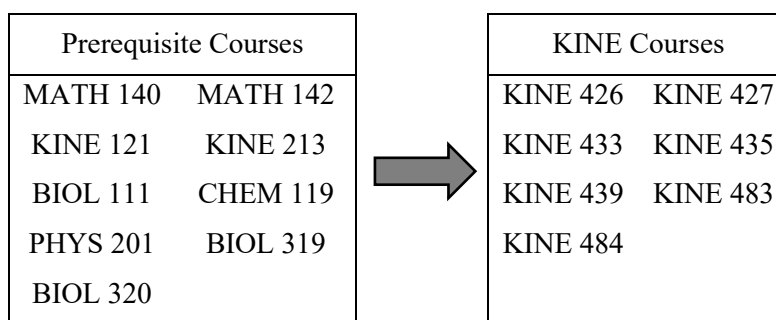 Prerequisite Courses
MATH 140 MATH 142
KINE 121 KINE 213
BIOL 111 CHEM 119
PHYS 201 BIOL 319
BIOL 320
KINE Courses
KINE 426 KINE 427
KINE 433 KINE 435
KINE 439 KINE 483
KINE 484